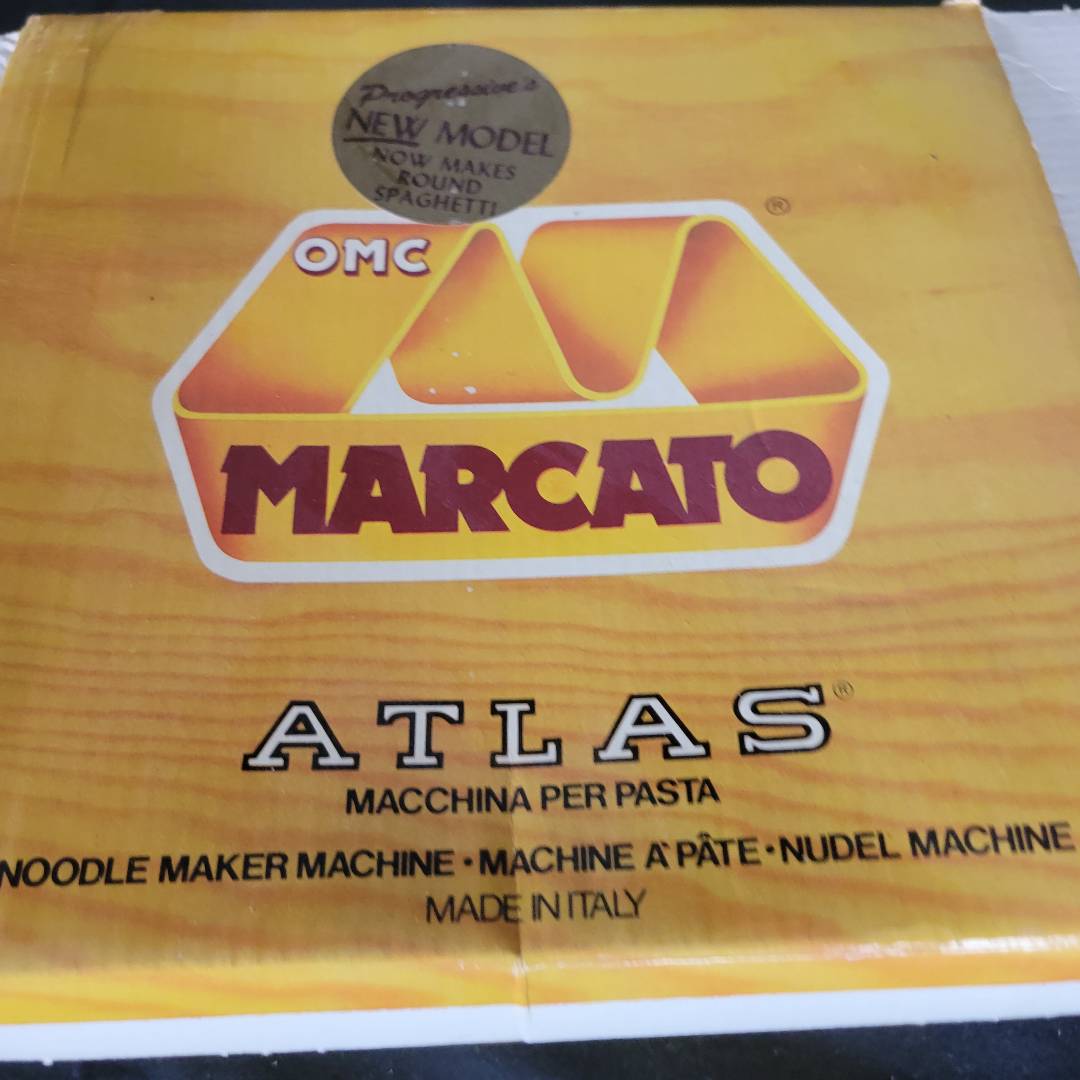 Progressive's
NEW MODEL
NOW MAKES
ROUND
SPAGHETTI
®
OMC
MARCATO
ATLAS®
MACCHINA PER PASTA
NOODLE MAKER MACHINE • MACHINE A' PÂTE • NUDEL MACHINE
MADE IN ITALY